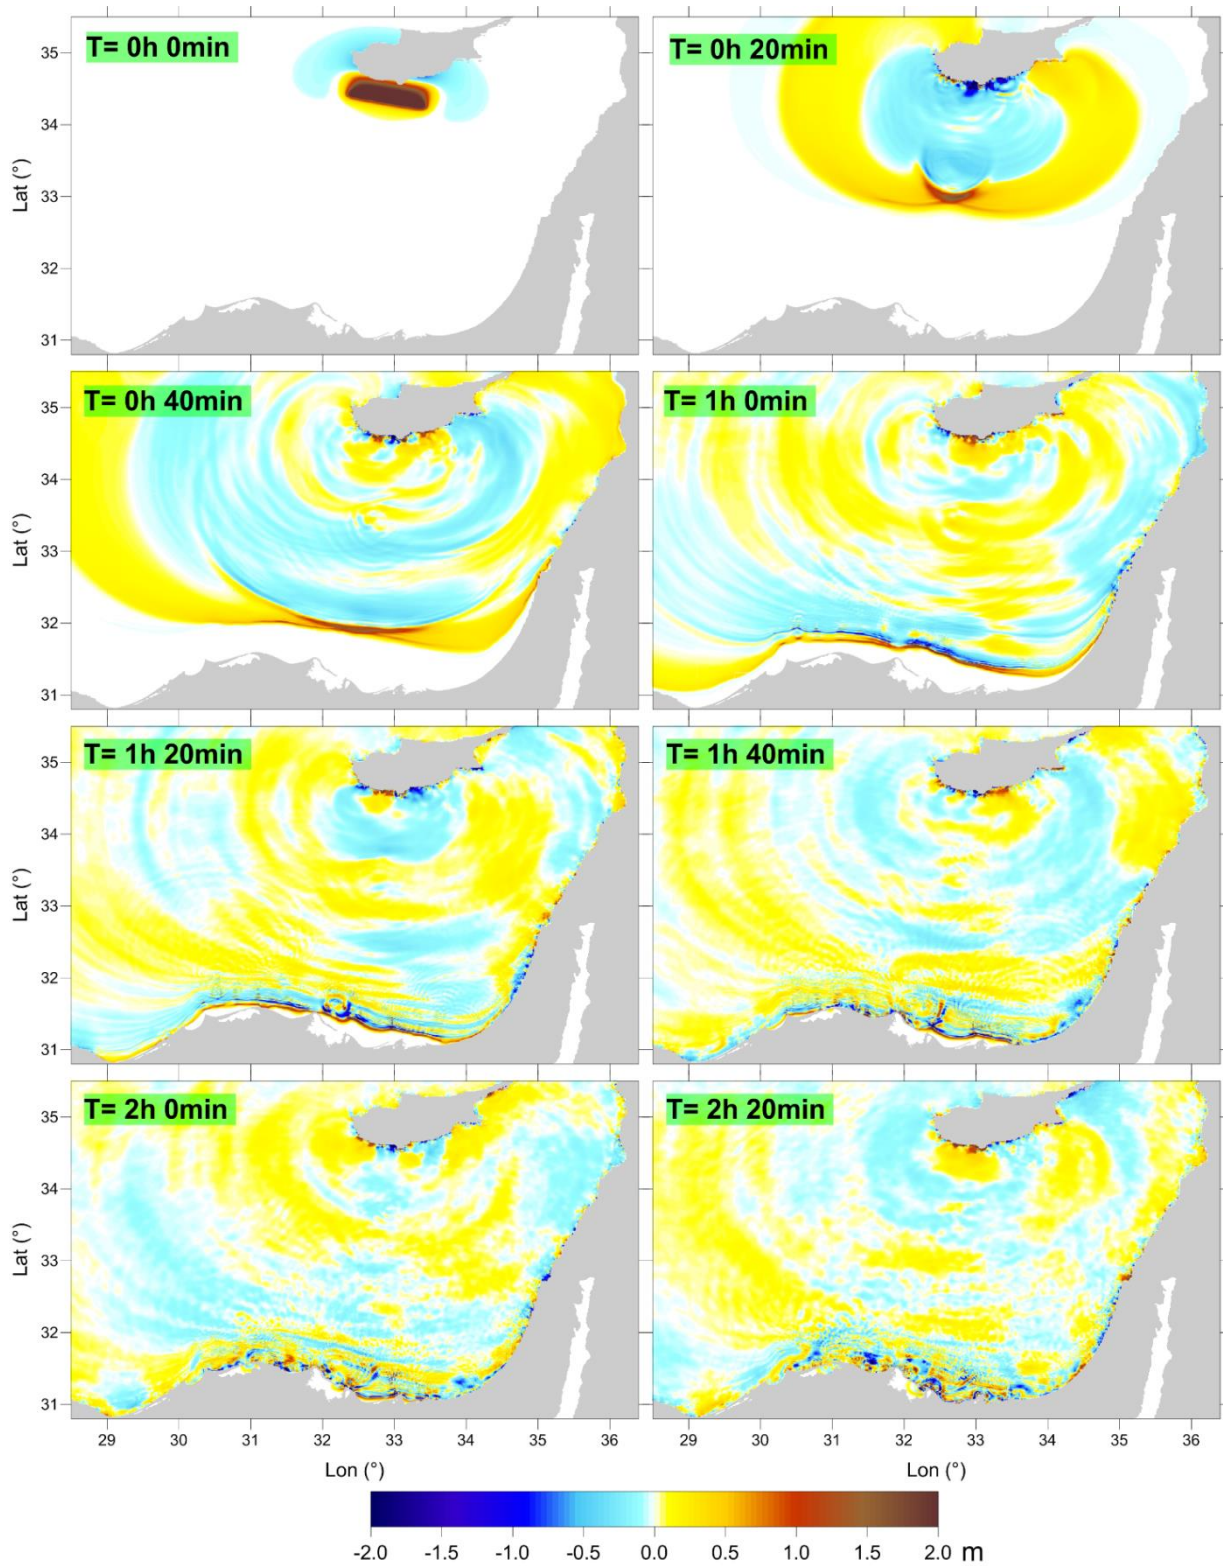 T= 0h 0min
T= 0h 20min
35
34
33
32
31
Lat (°)
T= 0h 40min
T= 1h 0min
35
34
33
32
31
Lat (°)
T= 1h 20min
T= 1h 40min
35
34
33
32
31
Lat (°)
T= 2h 0min
T= 2h 20min
35
34
33
32
31
Lat (°)
29 30 31 32 33 34 35 36 29 30 31 32 33 34 35 36
Lon (°) Lon (°)
-2.0 -1.5 -1.0 -0.5 0.0 0.5 1.0 1.5 2.0 m